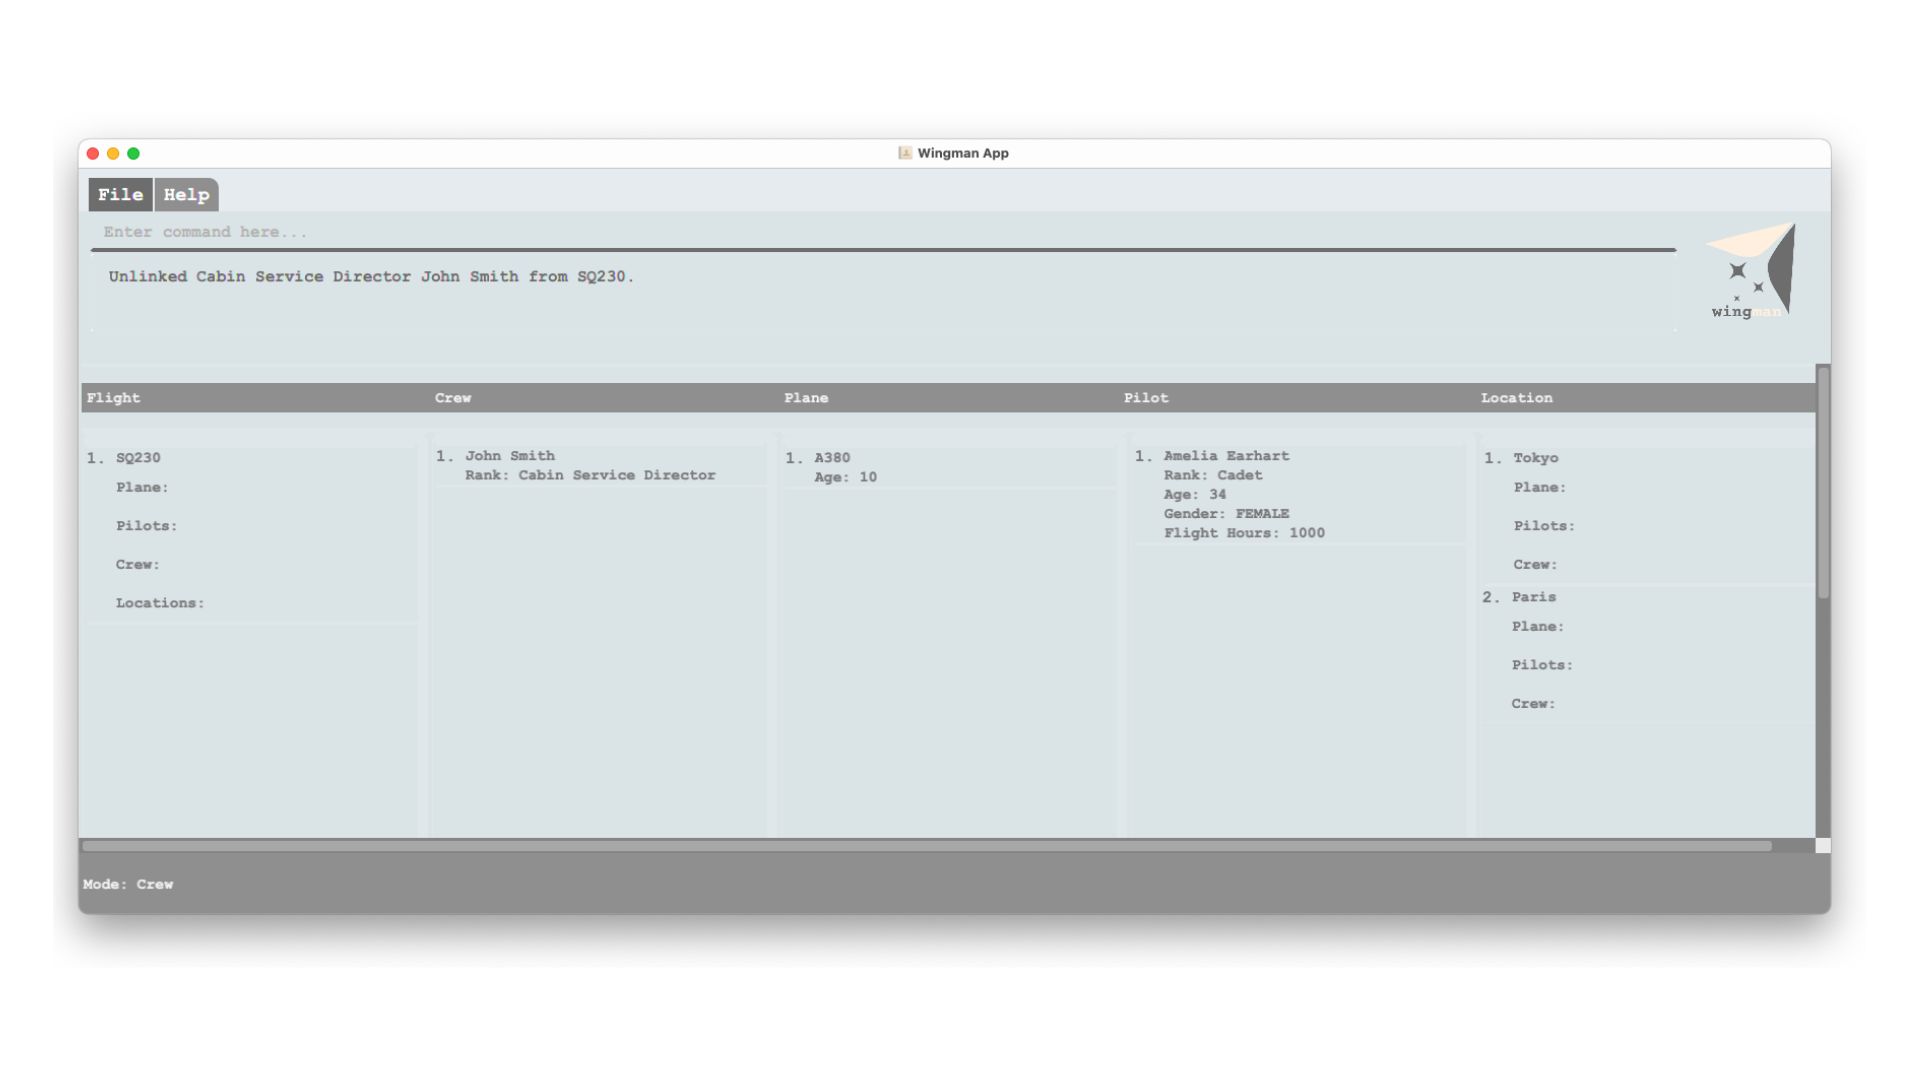 Wingman App
File Help
Enter command here...
Unlinked Cabin Service Director John Smith from SQ230.
wingman
Flight Crew Plane Pilot Location
1. SQ230
Plane:
Pilots:
Crew:
Locations:
1. John Smith
Rank: Cabin Service Director
1. A380
Age: 10
1. Amelia Earhart
Rank: Cadet
Age: 34
Gender: FEMALE
Flight Hours: 1000
1. Tokyo
Plane:
Pilots:
Crew:
2. Paris
Plane:
Pilots:
Crew:
Mode: Crew